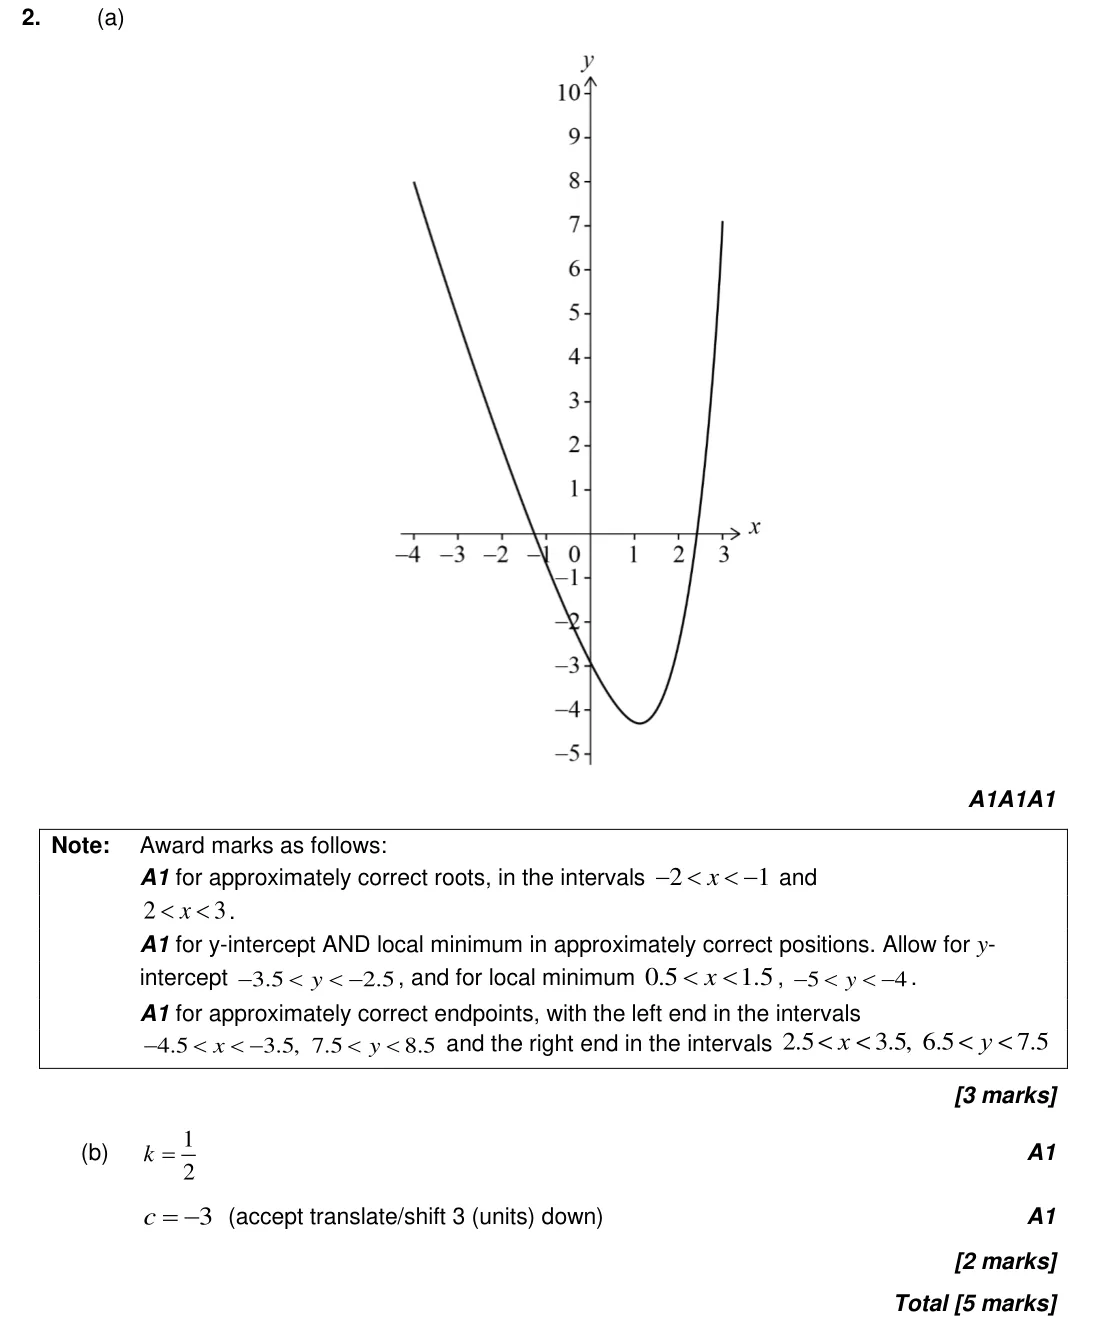 2. (a)
y
10
9
8
7
6
5
4
3
2
1
x
–4 –3 –2 –1 0 1 2 3
–1
–2
–3
–4
–5
A1A1A1
Note: Award marks as follows:
A1 for approximately correct roots, in the intervals −2 < x < −1 and
2 < x < 3.
A1 for y-intercept AND local minimum in approximately correct positions. Allow for y-
intercept −3.5 < y < −2.5, and for local minimum 0.5 < x < 1.5, −5 < y < −4.
A1 for approximately correct endpoints, with the left end in the intervals
−4.5 < x < −3.5, 7.5 < y < 8.5 and the right end in the intervals 2.5 < x < 3.5, 6.5 < y < 7.5
[3 marks]
(b) k = 1/2 A1
c = −3 (accept translate/shift 3 (units) down) A1
[2 marks]
Total [5 marks]